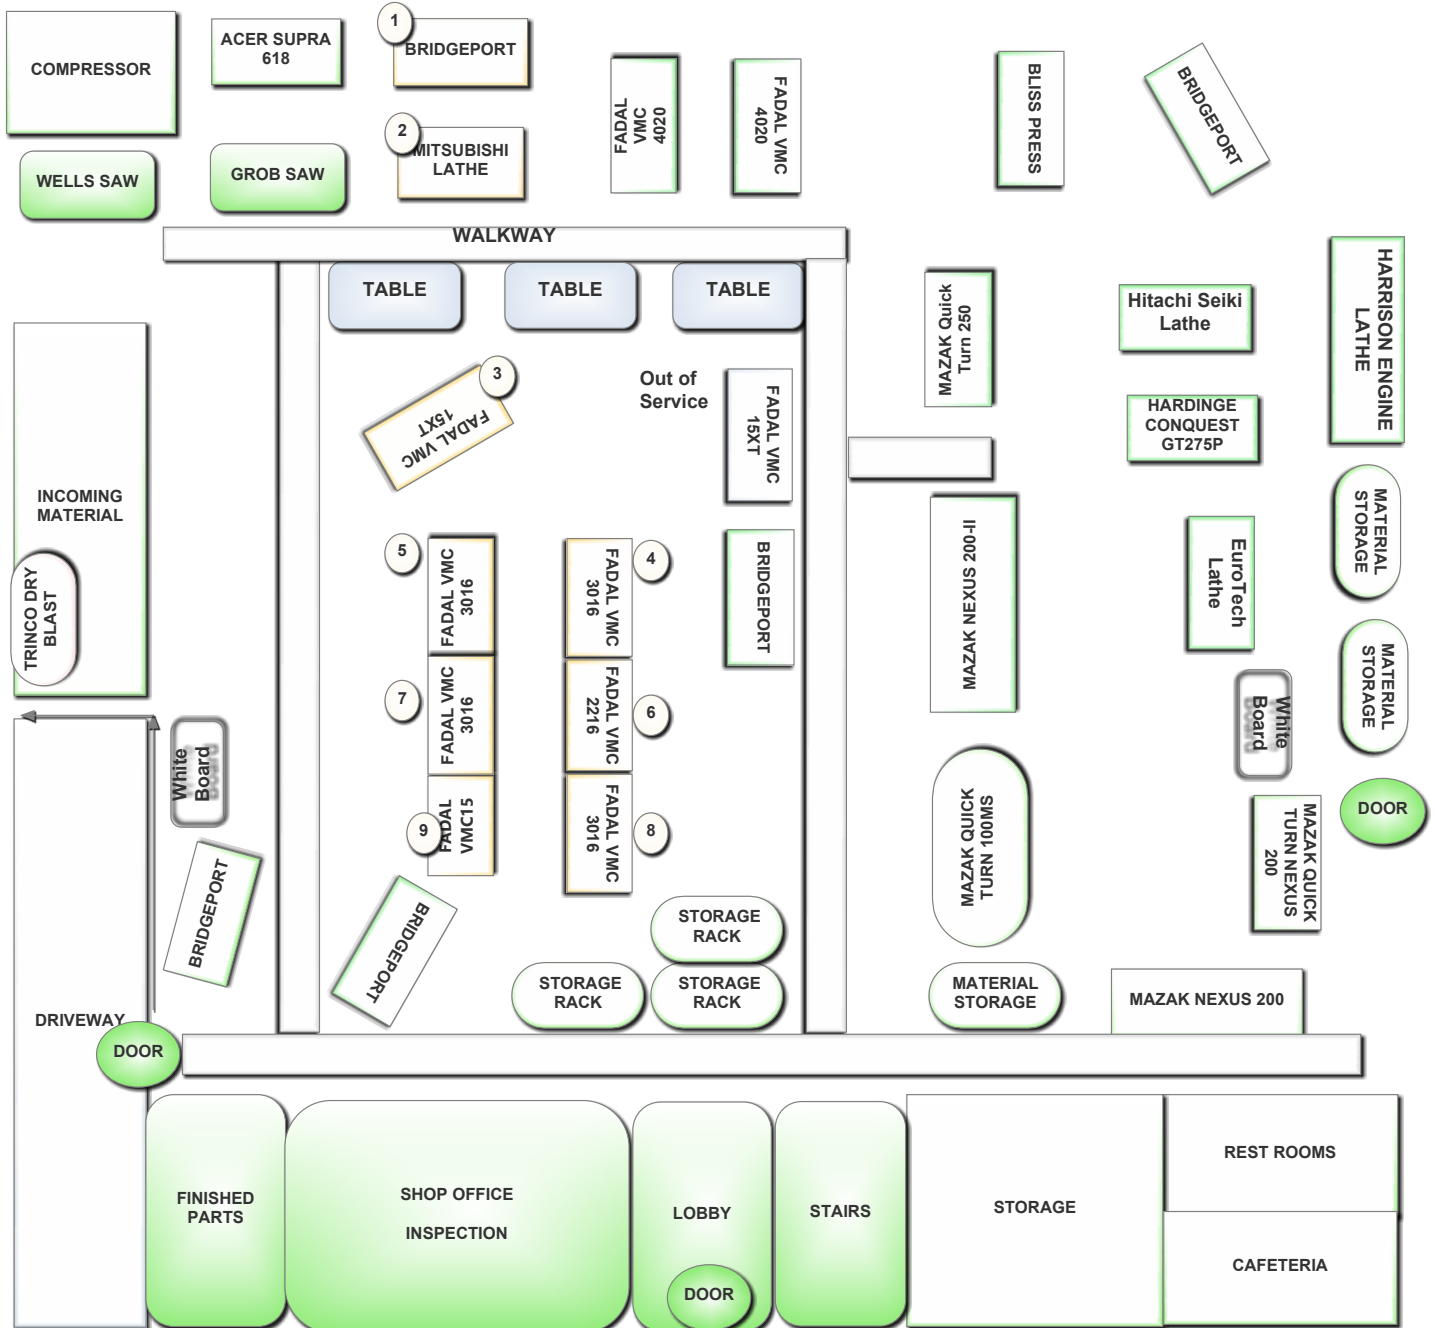 COMPRESSOR
ACER SUPRA
618
1
BRIDGEPORT
2
MITSUBISHI
LATHE
WELLS SAW
GROB SAW
FADAL
VMC
4020
FADAL VMC
4020
BLISS PRESS
BRIDGEPORT
WALKWAY
TABLE
TABLE
TABLE
MAZAK Quick
Turn 250
Hitachi Seiki
Lathe
HARRISON ENGINE
LATHE
3
FADAL VMC
15XT
Out of
Service
FADAL VMC
15XT
HARDINGE
CONQUEST
GT275P
INCOMING
MATERIAL
TRINCO DRY
BLAST
5
FADAL VMC
3016
FADAL VMC
3016
4
BRIDGEPORT
MAZAK NEXUS 200-II
EuroTech
Lathe
MATERIAL
STORAGE
MATERIAL
STORAGE
7
FADAL VMC
3016
FADAL VMC
2216
6
White
Board
White
Board
9
FADAL
VMC15
FADAL VMC
3016
8
MAZAK QUICK
TURN 100MS
MAZAK QUICK
TURN NEXUS
200
DOOR
BRIDGEPORT
BRIDGEPORT
STORAGE
RACK
STORAGE
RACK
STORAGE
RACK
MATERIAL
STORAGE
MAZAK NEXUS 200
DRIVEWAY
DOOR
FINISHED
PARTS
SHOP OFFICE
INSPECTION
LOBBY
DOOR
STAIRS
STORAGE
REST ROOMS
CAFETERIA